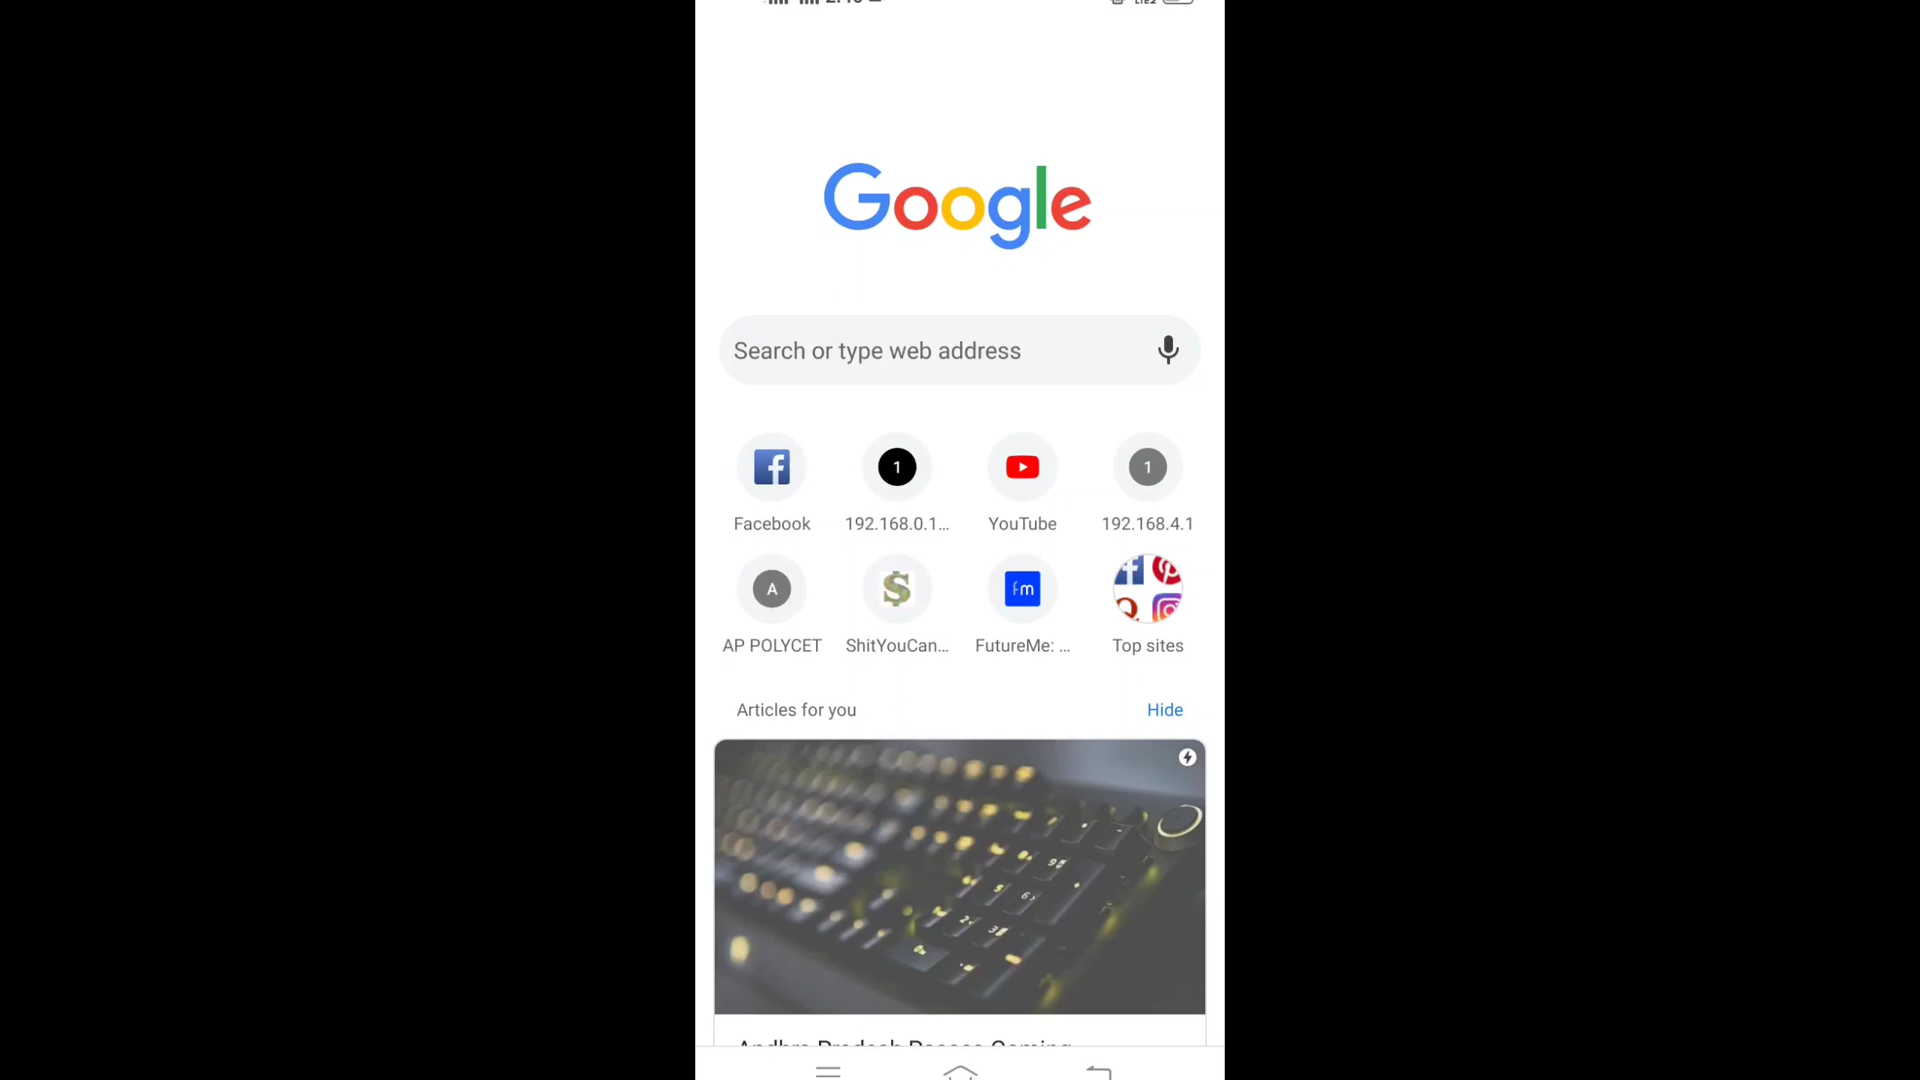 Google
Search or type web address
1 1
Facebook 192.168.0.1... YouTube 192.168.4.1
A $ Fm
AP POLYCET ShitYouCan... FutureMe: ... Top sites
Articles for you Hide